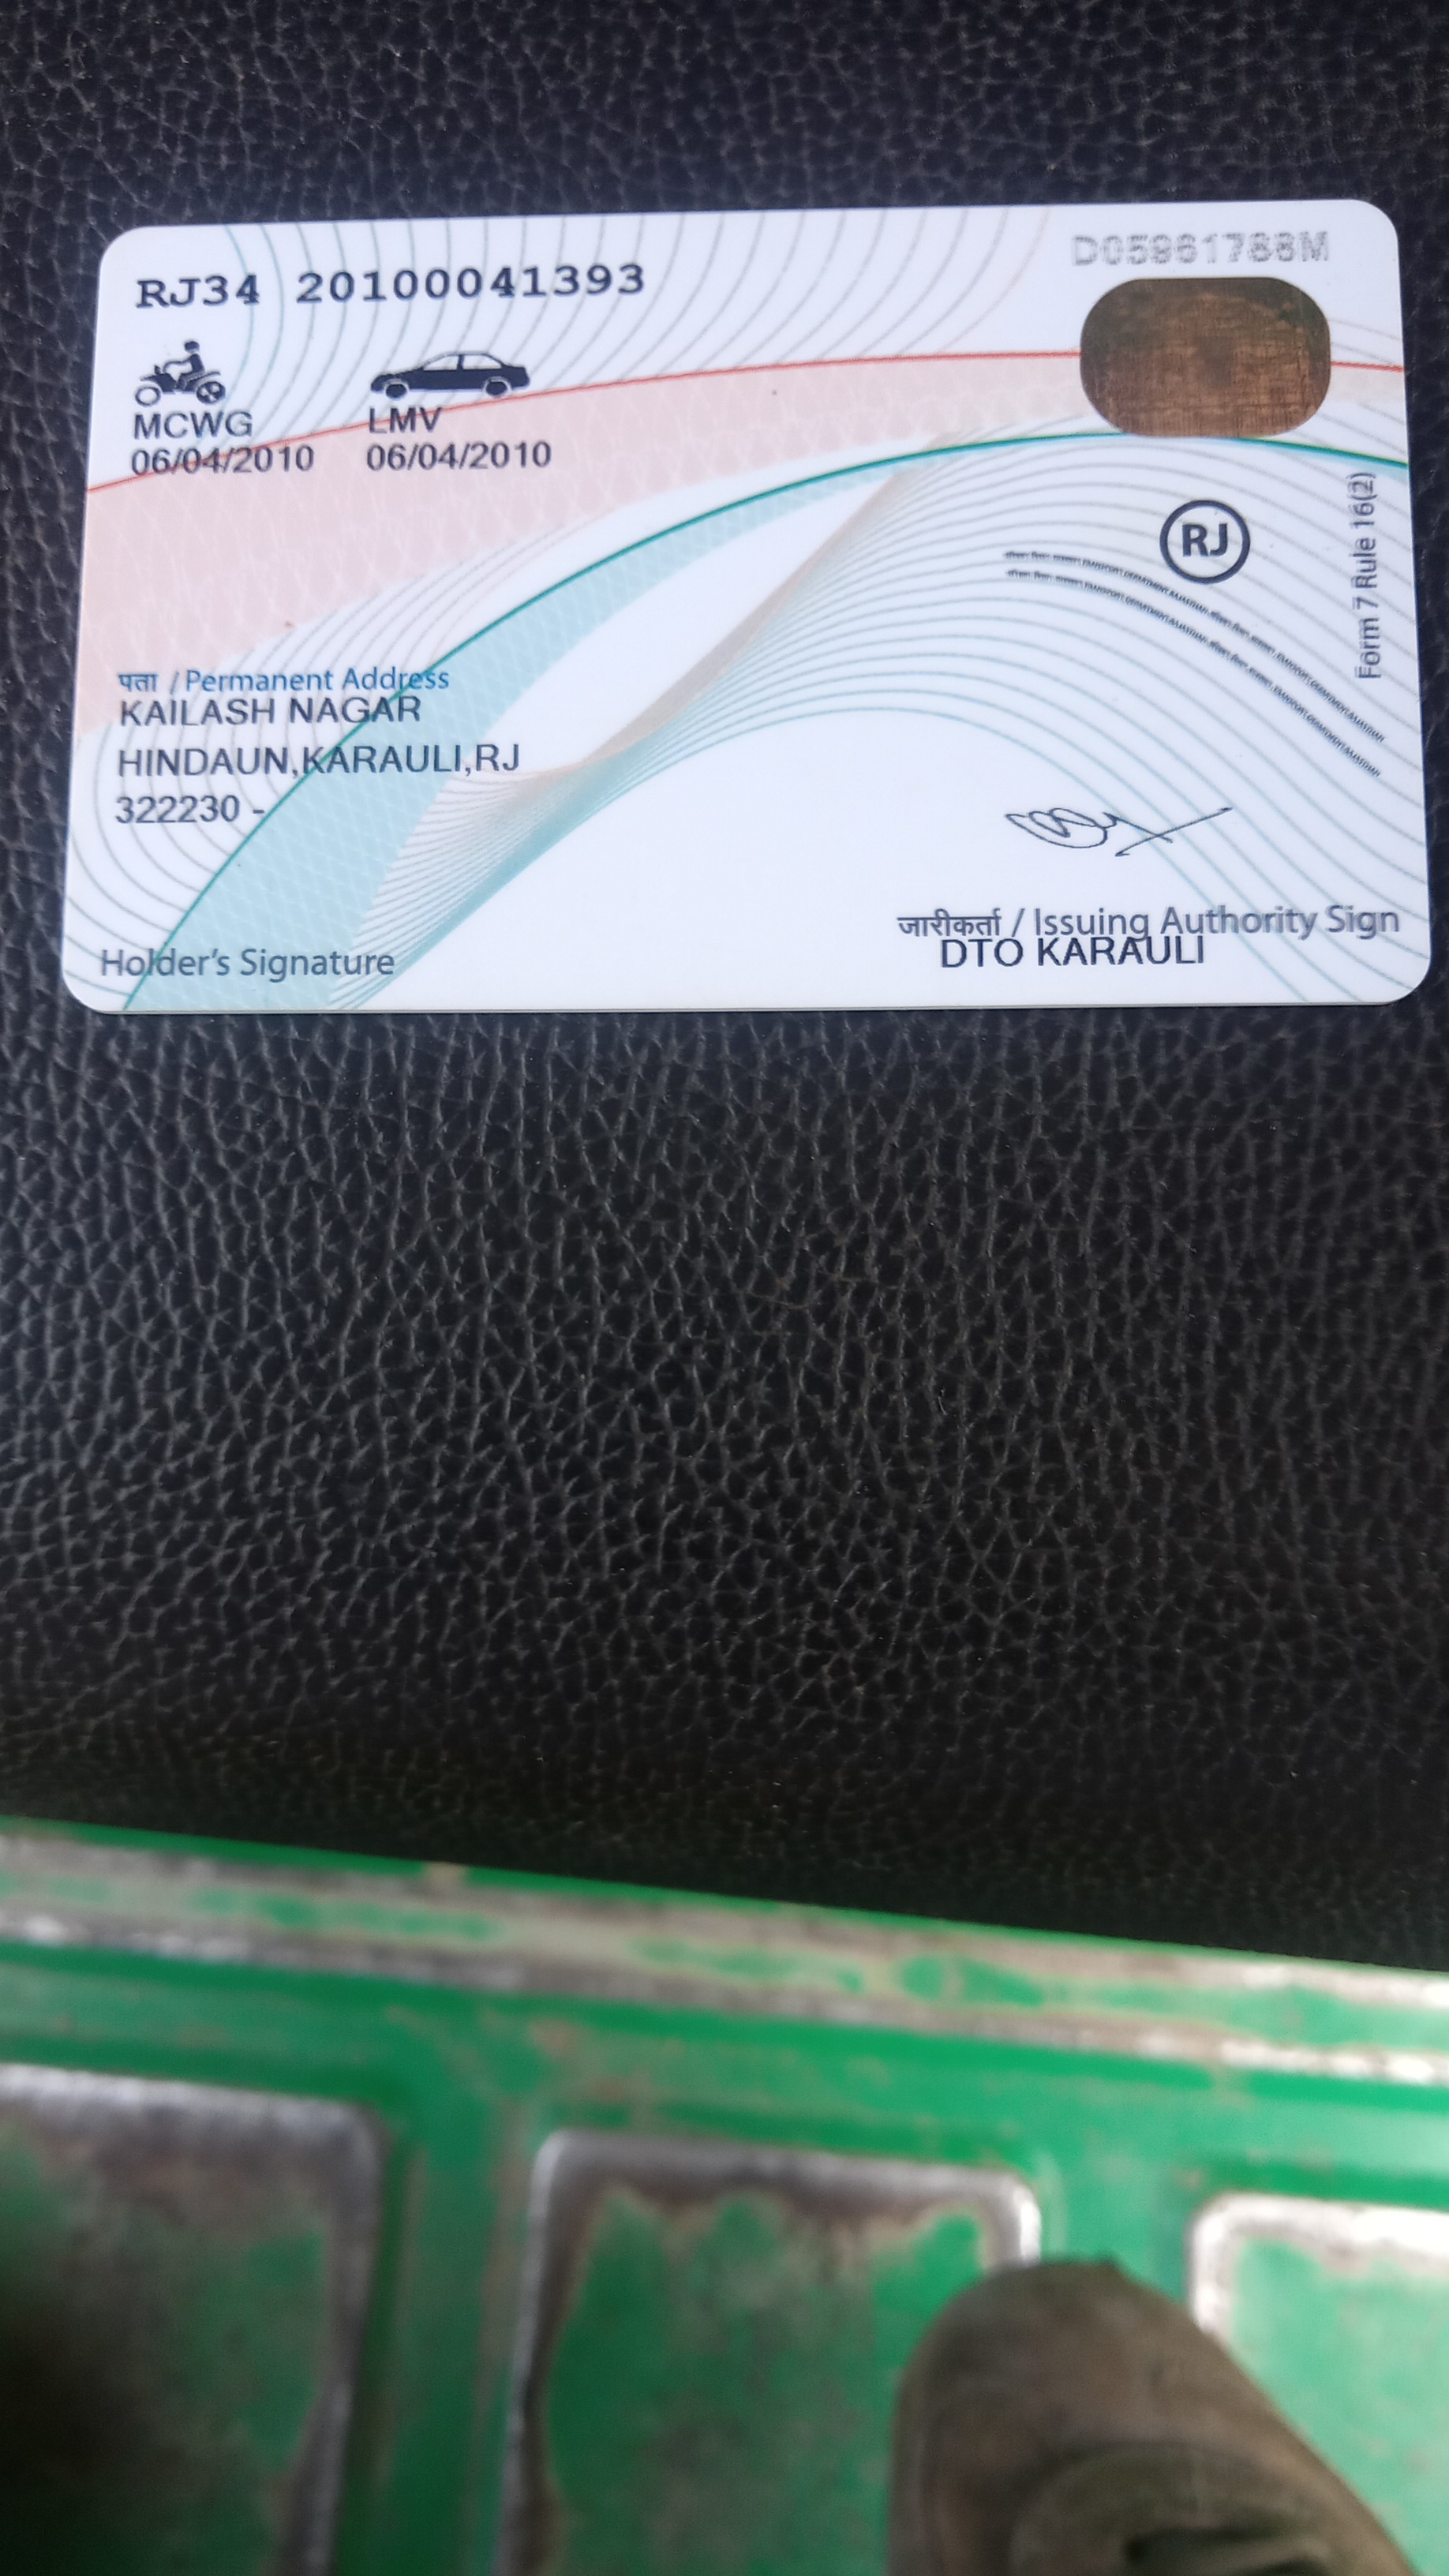 RJ34 20100041393
D05961788M
MCWG LMV
06/04/2010 06/04/2010
RJ
Form 7 Rule 16(2)
पता / Permanent Address
KAILASH NAGAR
HINDAUN,KARAULI,RJ
322230 -
जारीकर्ता / Issuing Authority Sign
DTO KARAULI
Holder's Signature